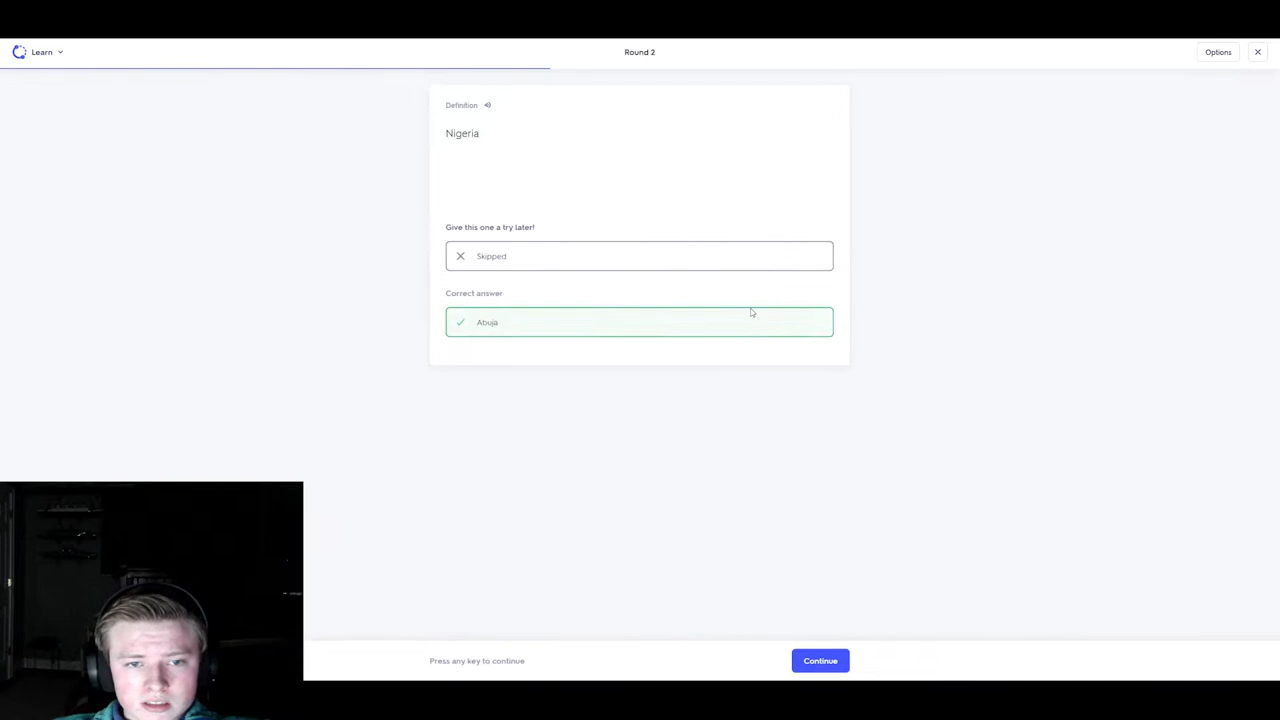 Learn
Round 2
Options
Definition
Nigeria
Give this one a try later!
Skipped
Correct answer
Abuja
Press any key to continue
Continue